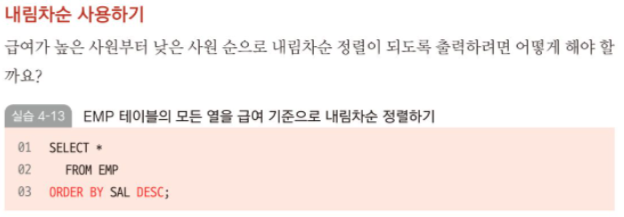 내림차순 사용하기
급여가 높은 사원부터 낮은 사원 순으로 내림차순 정렬이 되도록 출력하려면 어떻게 해야 할
까요?
실습 4-13 EMP 테이블의 모든 열을 급여 기준으로 내림차순 정렬하기
01 SELECT *
02 FROM EMP
03 ORDER BY SAL DESC;